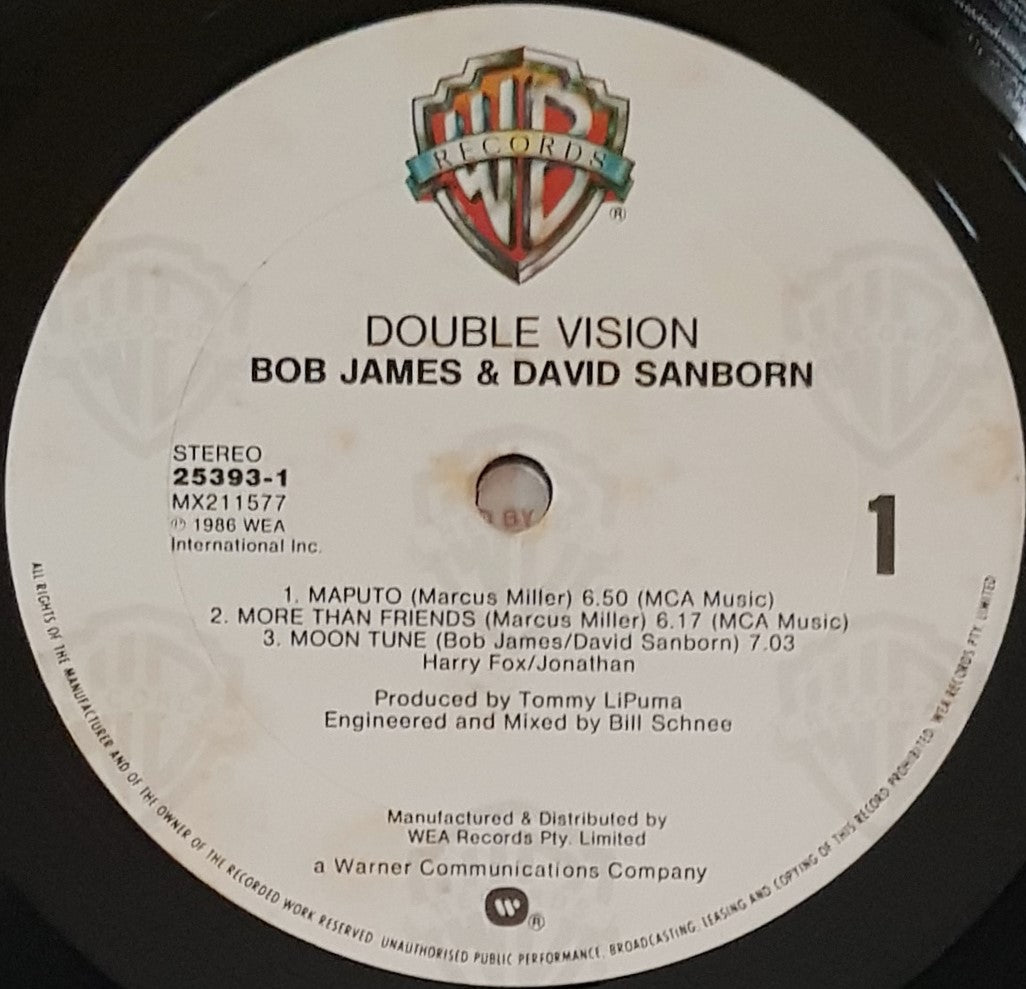 WB
RECORDS
®
DOUBLE VISION
BOB JAMES & DAVID SANBORN
STEREO
25393-1
MX211577
℗ 1986 WEA
International Inc.
1
BY
1. MAPUTO (Marcus Miller) 6.50 (MCA Music)
2. MORE THAN FRIENDS (Marcus Miller) 6.17 (MCA Music)
3. MOON TUNE (Bob James/David Sanborn) 7.03
Harry Fox/Jonathan
Produced by Tommy LiPuma
Engineered and Mixed by Bill Schnee
Manufactured & Distributed by
WEA Records Pty. Limited
a Warner Communications Company
®
ALL RIGHTS OF THE MANUFACTURER AND OF THE OWNER OF THE RECORDED WORK RESERVED. UNAUTHORISED PUBLIC PERFORMANCE, BROADCASTING, LEASING AND COPYING OF THIS RECORD PROHIBITED. WEA RECORDS PTY. LIMITED